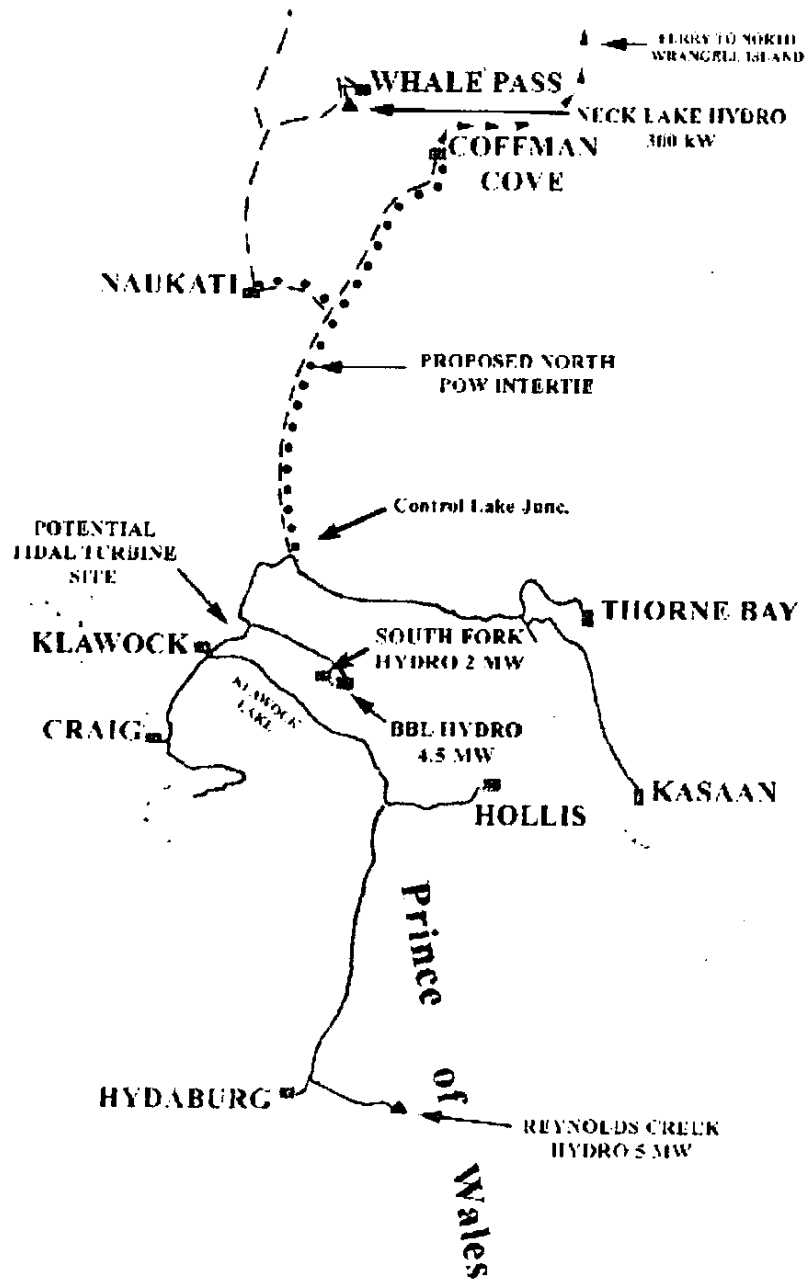 FERRY TO NORTH
WRANGELL ISLAND
WHALE PASS
NECK LAKE HYDRO
300 kW
COFFMAN
COVE
NAUKATI
PROPOSED NORTH
POW INTERTIE
Control Lake Junc.
POTENTIAL
TIDAL TURBINE
SITE
THORNE BAY
KLAWOCK
SOUTH FORK
HYDRO 2 MW
KLAWOCK
LAKE
CRAIG
BBL HYDRO
4.5 MW
KASAAN
HOLLIS
Prince
of
Wales
HYDABURG
REYNOLDS CREEK
HYDRO 5 MW